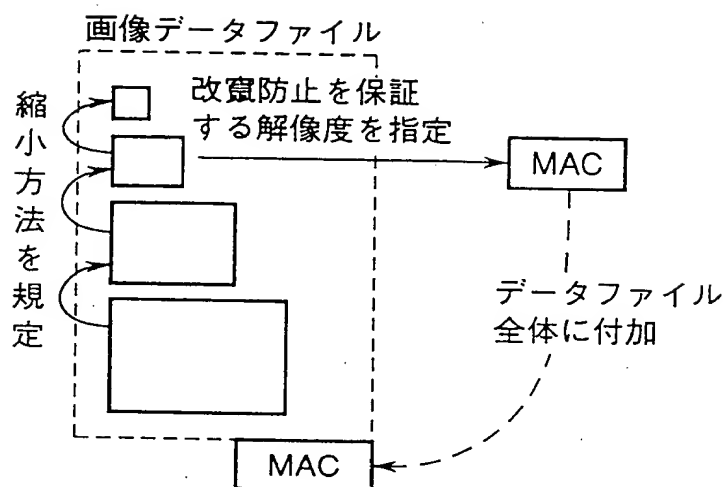 画像データファイル
縮小方法を規定
改竄防止を保証
する解像度を指定
MAC
データファイル
全体に付加
MAC